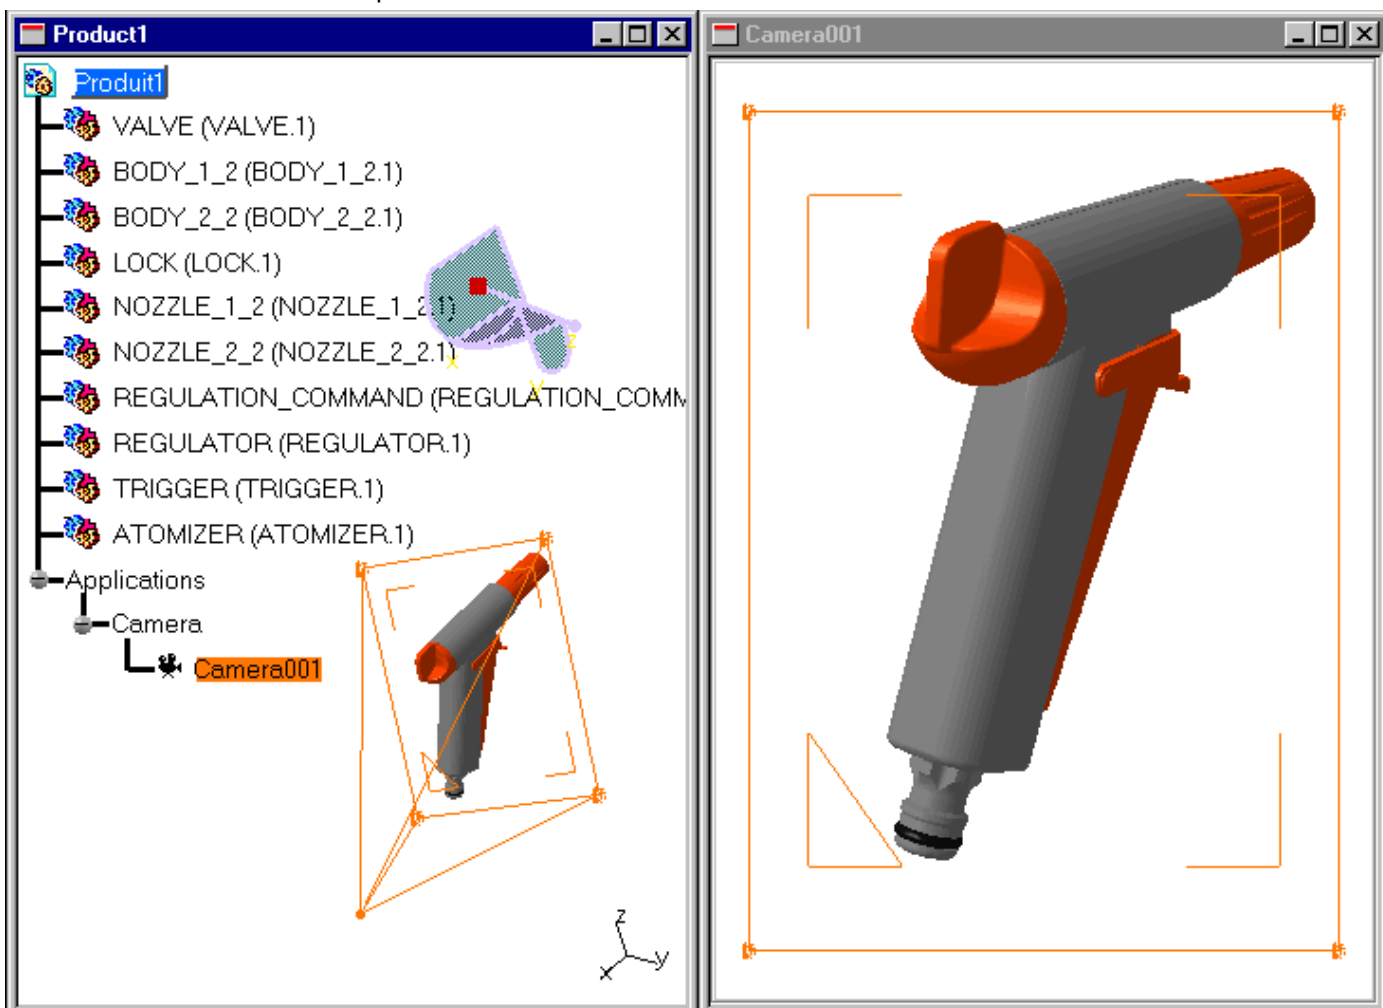 Product1
Produit1
VALVE (VALVE.1)
BODY_1_2 (BODY_1_2.1)
BODY_2_2 (BODY_2_2.1)
LOCK (LOCK.1)
NOZZLE_1_2 (NOZZLE_1_2.1)
NOZZLE_2_2 (NOZZLE_2_2.1)
REGULATION_COMMAND (REGULATION_COMM
REGULATOR (REGULATOR.1)
TRIGGER (TRIGGER.1)
ATOMIZER (ATOMIZER.1)
Applications
Camera
Camera001
x
y
z
z
x
y
Camera001